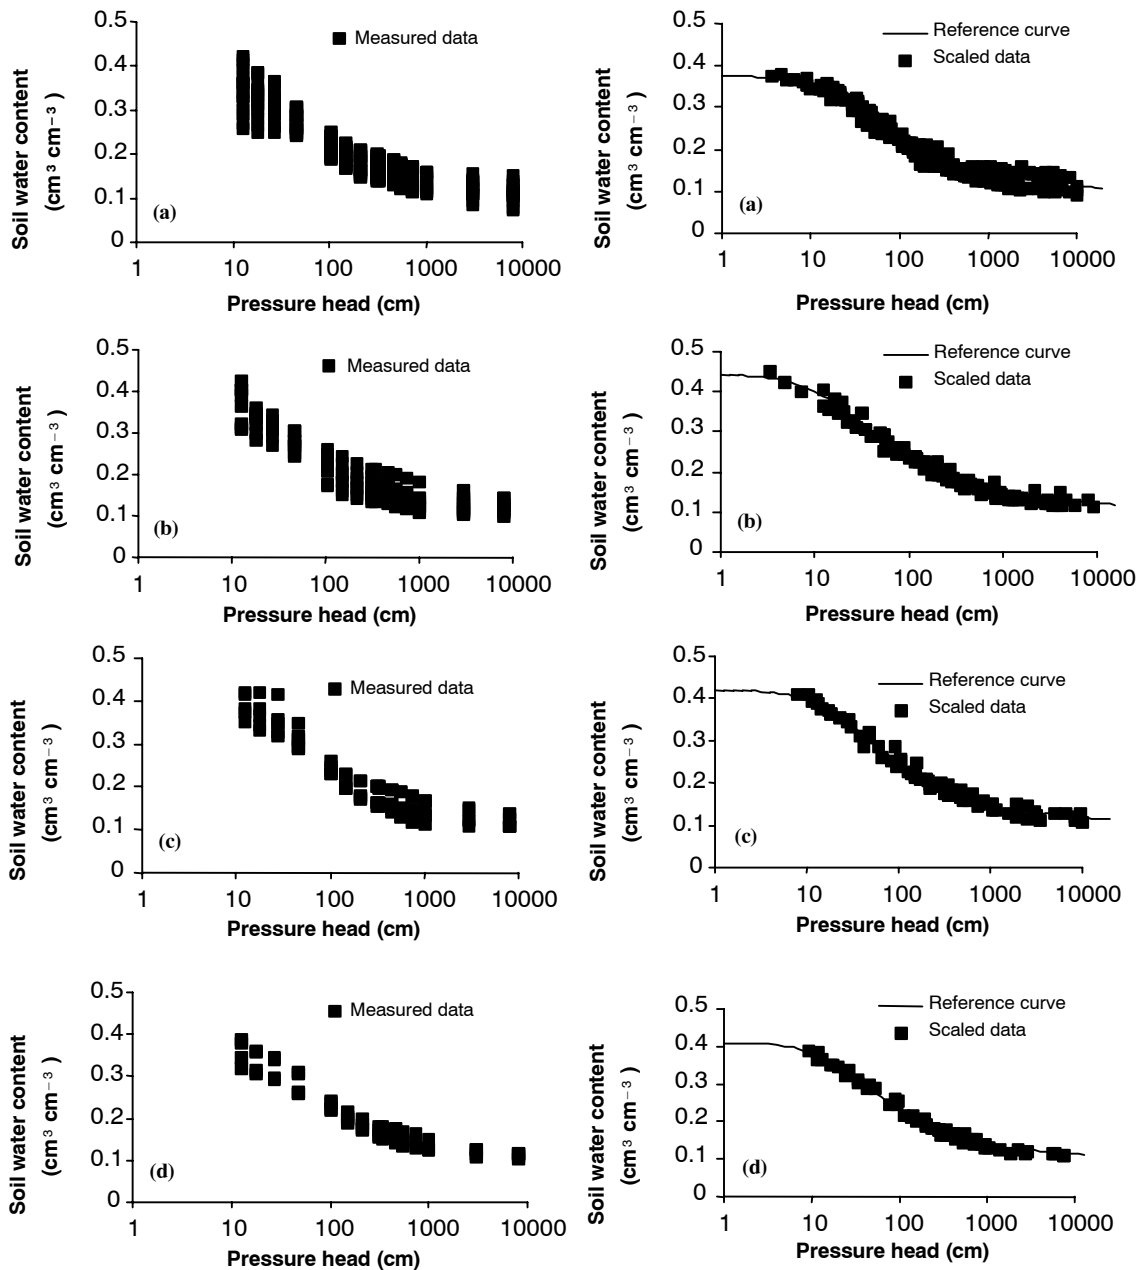 0.5
0.4
0.3
0.2
0.1
0
Soil water content
(cm³ cm⁻³)
Measured data
(a)
1 10 100 1000 10000
Pressure head (cm)
0.5
0.4
0.3
0.2
0.1
0
Soil water content
(cm³ cm⁻³)
Reference curve
Scaled data
(a)
1 10 100 1000 10000
Pressure head (cm)
0.5
0.4
0.3
0.2
0.1
0
Soil water content
(cm³ cm⁻³)
Measured data
(b)
1 10 100 1000 10000
Pressure head (cm)
0.5
0.4
0.3
0.2
0.1
0
Soil water content
(cm³ cm⁻³)
Reference curve
Scaled data
(b)
1 10 100 1000 10000
Pressure head (cm)
0.5
0.4
0.3
0.2
0.1
0
Soil water content
(cm³ cm⁻³)
Measured data
(c)
1 10 100 1000 10000
Pressure head (cm)
0.5
0.4
0.3
0.2
0.1
0
Soil water content
(cm³ cm⁻³)
Reference curve
Scaled data
(c)
1 10 100 1000 10000
Pressure head (cm)
0.5
0.4
0.3
0.2
0.1
0
Soil water content
(cm³ cm⁻³)
Measured data
(d)
1 10 100 1000 10000
Pressure head (cm)
0.5
0.4
0.3
0.2
0.1
0
Soil water content
(cm³ cm⁻³)
Reference curve
Scaled data
(d)
1 10 100 1000 10000
Pressure head (cm)